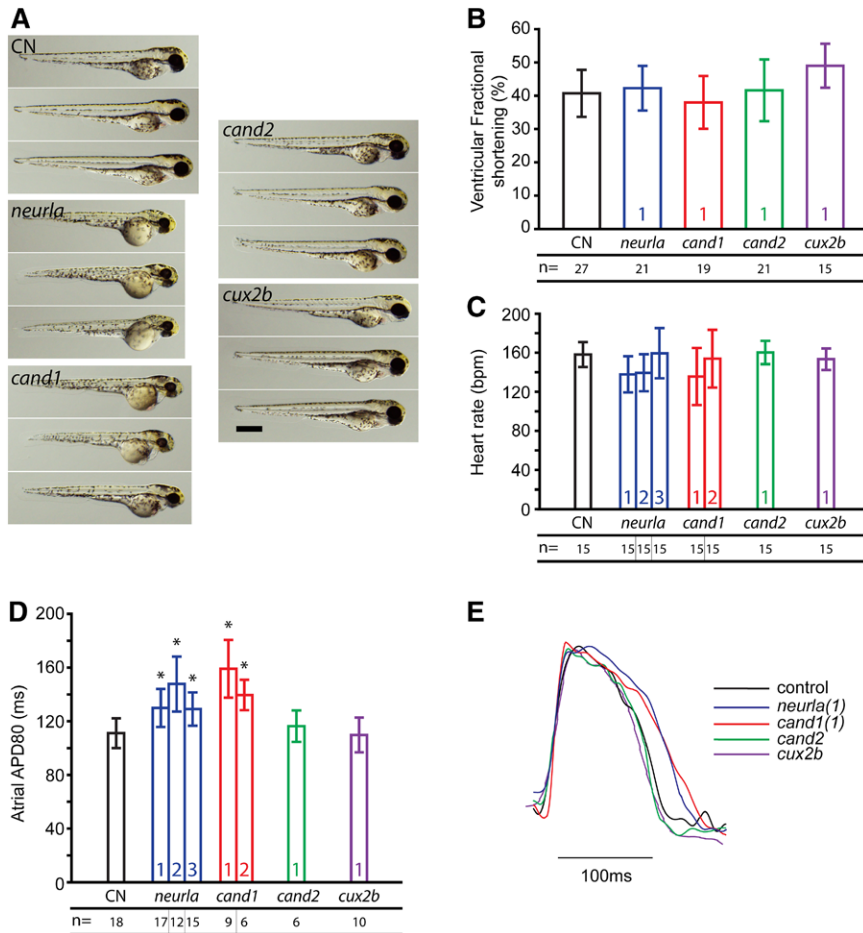 A
CN
neurla
cand1
cand2
cux2b
B
Ventricular Fractional
shortening (%)
60
50
40
30
20
10
0
1 1 1 1
CN neurla cand1 cand2 cux2b
n= 27 21 19 21 15
C
Heart rate (bpm)
200
160
120
80
40
0
1 2 3 1 2 1 1
CN neurla cand1 cand2 cux2b
n= 15 15 15 15 15 15 15 15
D
Atrial APD80 (ms)
200
160
120
80
40
0
* * * * *
1 2 3 1 2 1 1
CN neurla cand1 cand2 cux2b
n= 18 17 12 15 9 6 6 10
E
control
neurla(1)
cand1(1)
cand2
cux2b
100ms